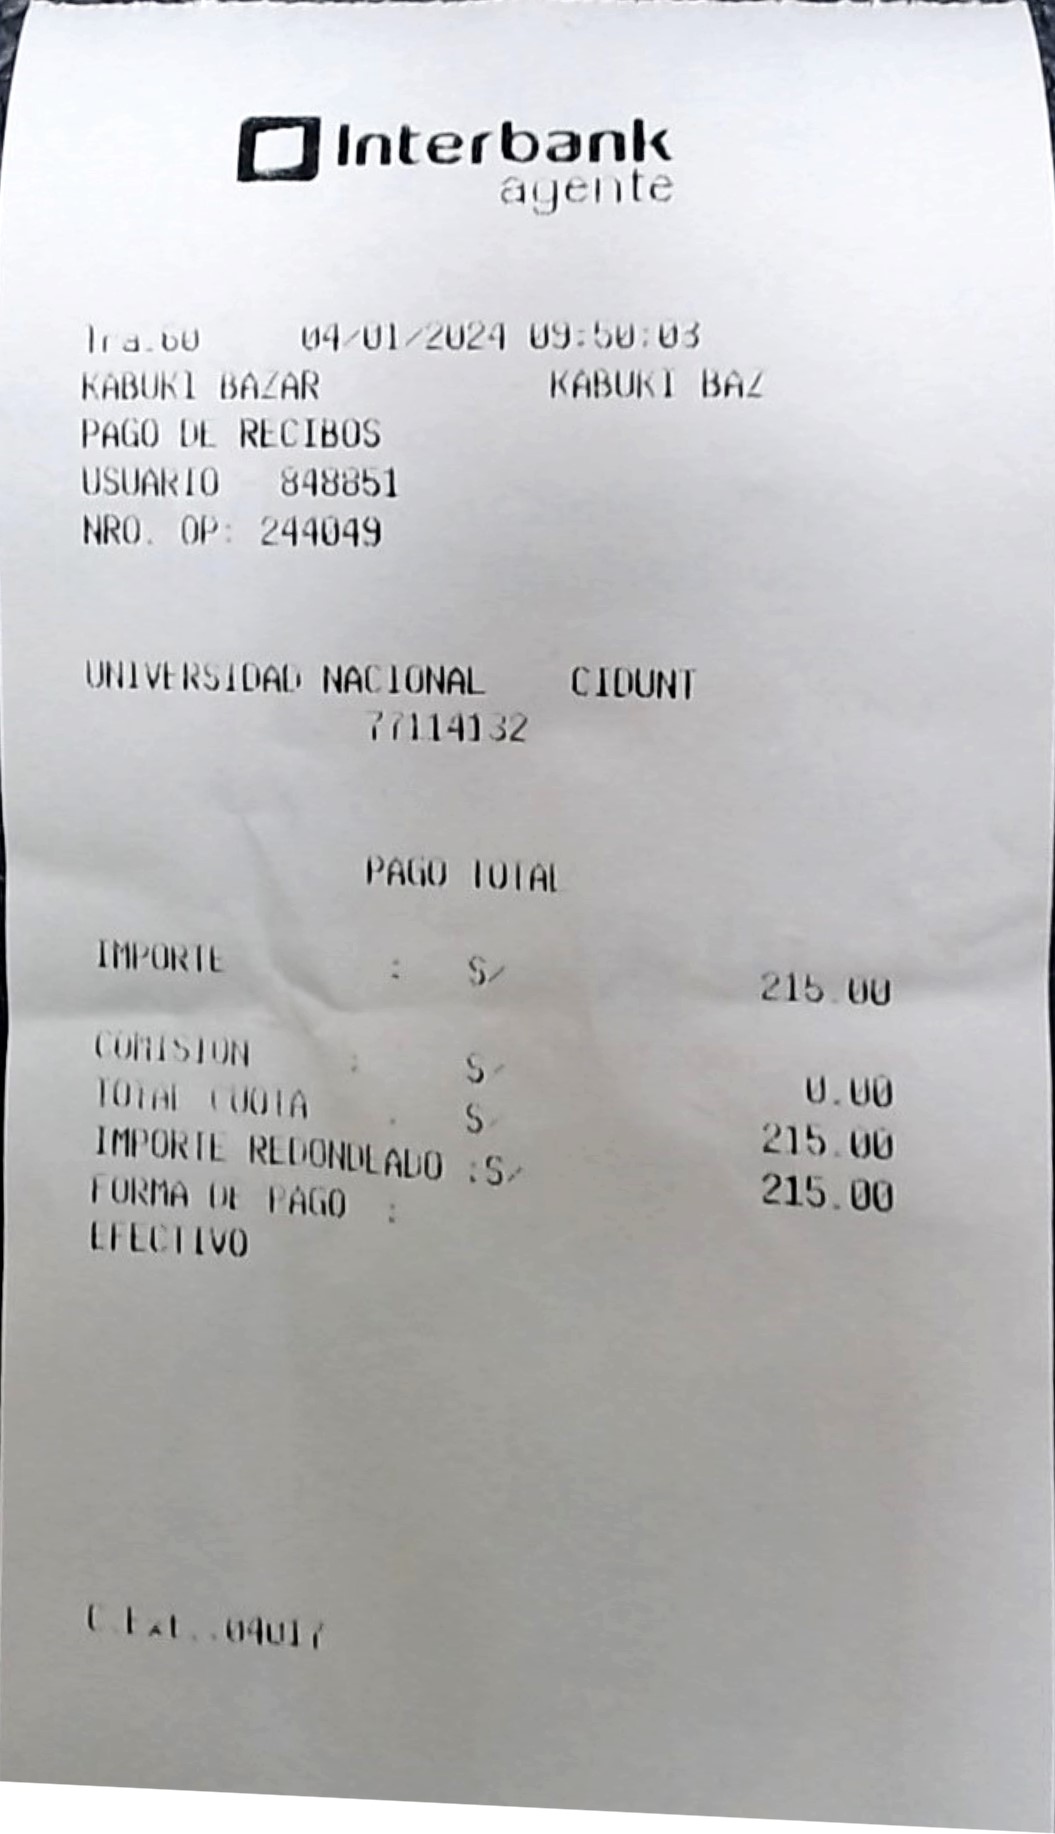 Interbank
agente
Tra.60 04/01/2024 09:50:03
KABUKI BAZAR KABUKI BAZ
PAGO DE RECIBOS
USUARIO 848851
NRO. OP: 244049
UNIVERSIDAD NACIONAL CIDUNT
77114132
PAGO TOTAL
IMPORTE : S/ 215.00
COMISION : S/ 0.00
TOTAL CUOTA : S/ 215.00
IMPORTE REDONDEADO :S/ 215.00
FORMA DE PAGO :
EFECTIVO
C.Ext..04017